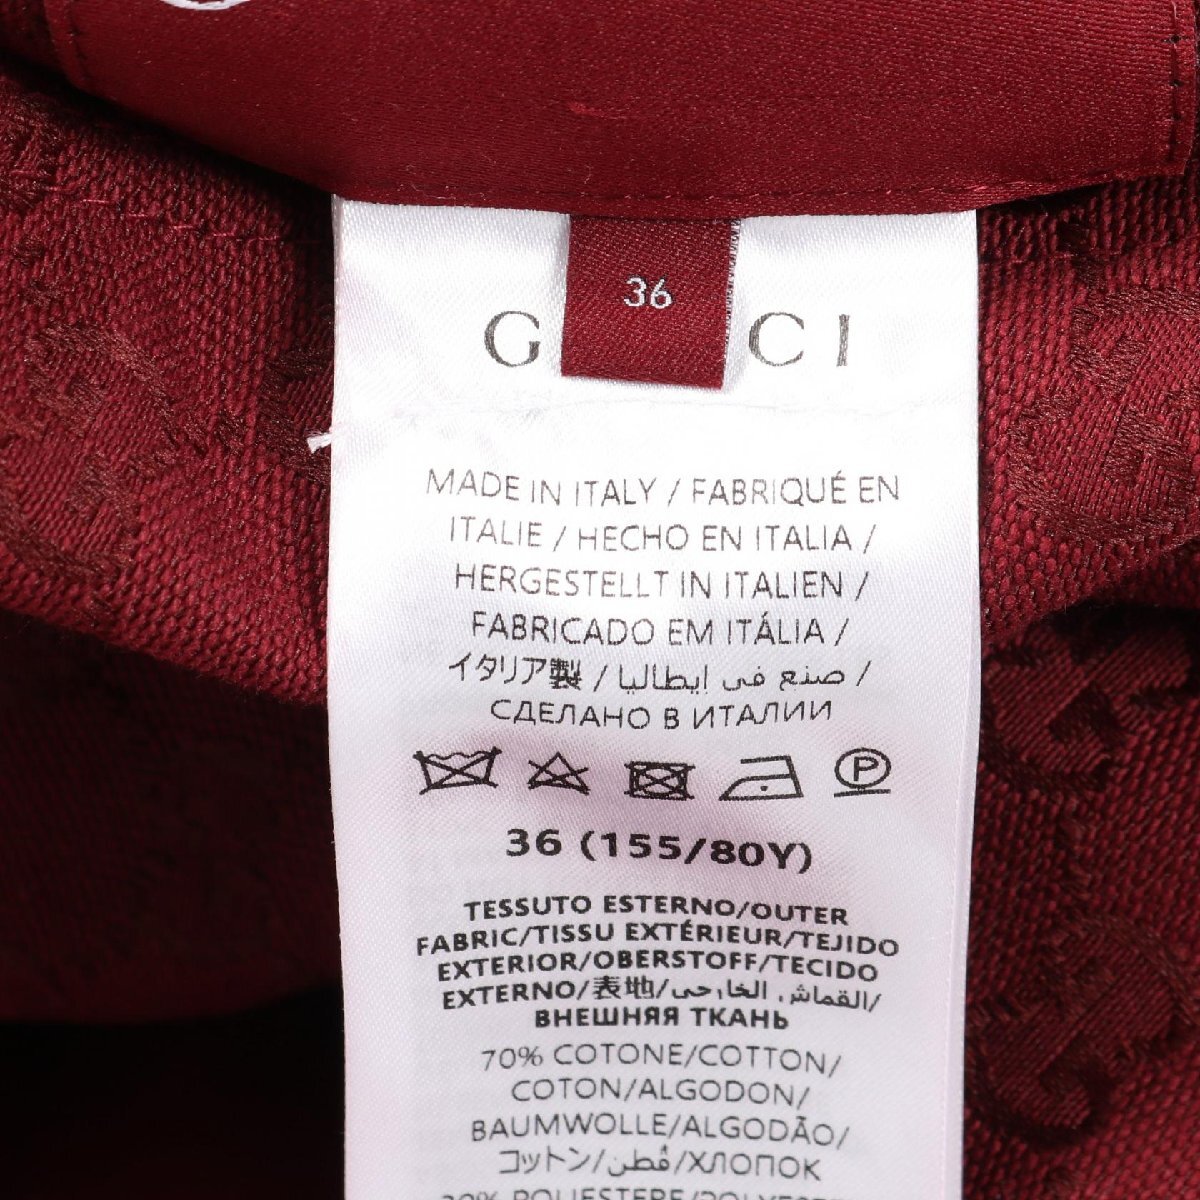 36
G CI
MADE IN ITALY / FABRIQUÉ EN
ITALIE / HECHO EN ITALIA /
HERGESTELLT IN ITALIEN /
FABRICADO EM ITÁLIA /
イタリア製 / صنع في إيطاليا /
СДЕЛАНО В ИТАЛИИ
P
36 (155/80Y)
TESSUTO ESTERNO/OUTER
FABRIC/TISSU EXTÉRIEUR/TEJIDO
EXTERIOR/OBERSTOFF/TECIDO
EXTERNO/表地/القماش الخارجي/
ВНЕШНЯЯ ТКАНЬ
70% COTONE/COTTON/
COTON/ALGODON/
BAUMWOLLE/ALGODÃO/
コットン/قطن/ХЛОПОК
30% POLIESTERE/POLYESTER